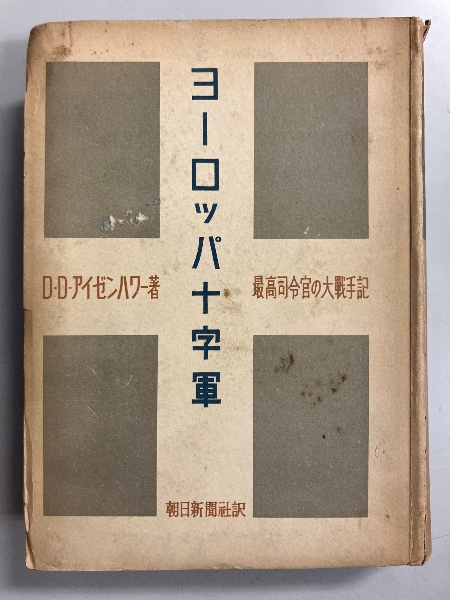 ヨーロッパ十字軍
D・D・アイゼンハワー著
最高司令官の大戰手記
朝日新聞社訳